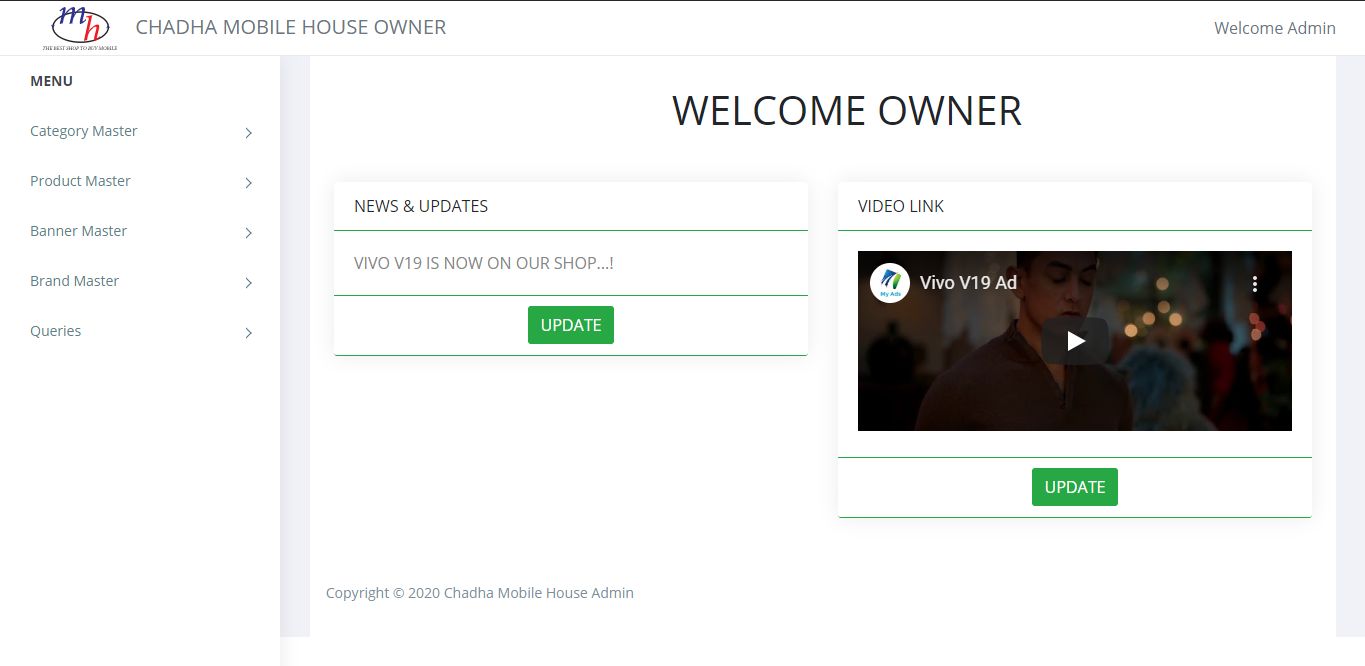 mh
THE BEST SHOP TO BUY MOBILE
CHADHA MOBILE HOUSE OWNER
Welcome Admin
MENU
Category Master
Product Master
Banner Master
Brand Master
Queries
WELCOME OWNER
NEWS & UPDATES
VIVO V19 IS NOW ON OUR SHOP...!
UPDATE
VIDEO LINK
My Ads
Vivo V19 Ad
UPDATE
Copyright © 2020 Chadha Mobile House Admin